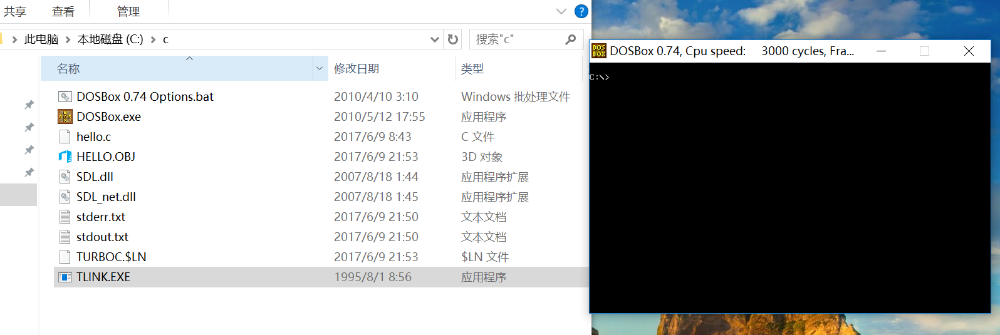 共享 查看 管理
此电脑 本地磁盘 (C:) c 搜索"c"
DOSBox 0.74, Cpu speed: 3000 cycles, Fra...
C:\>
名称 修改日期 类型
DOSBox 0.74 Options.bat 2010/4/10 3:10 Windows 批处理文件
DOSBox.exe 2010/5/12 17:55 应用程序
hello.c 2017/6/9 8:43 C 文件
HELLO.OBJ 2017/6/9 21:53 3D 对象
SDL.dll 2007/8/18 1:44 应用程序扩展
SDL_net.dll 2007/8/18 1:45 应用程序扩展
stderr.txt 2017/6/9 21:50 文本文档
stdout.txt 2017/6/9 21:50 文本文档
TURBOC.$LN 2017/6/9 21:53 $LN 文件
TLINK.EXE 1995/8/1 8:56 应用程序